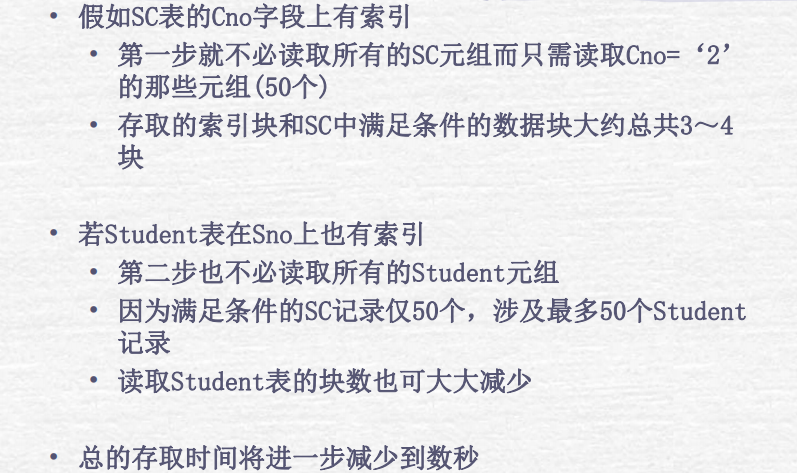 • 假如SC表的Cno字段上有索引
• 第一步就不必读取所有的SC元组而只需读取Cno=‘2’
的那些元组(50个)
• 存取的索引块和SC中满足条件的数据块大约总共3～4
块
• 若Student表在Sno上也有索引
• 第二步也不必读取所有的Student元组
• 因为满足条件的SC记录仅50个，涉及最多50个Student
记录
• 读取Student表的块数也可大大减少
• 总的存取时间将进一步减少到数秒